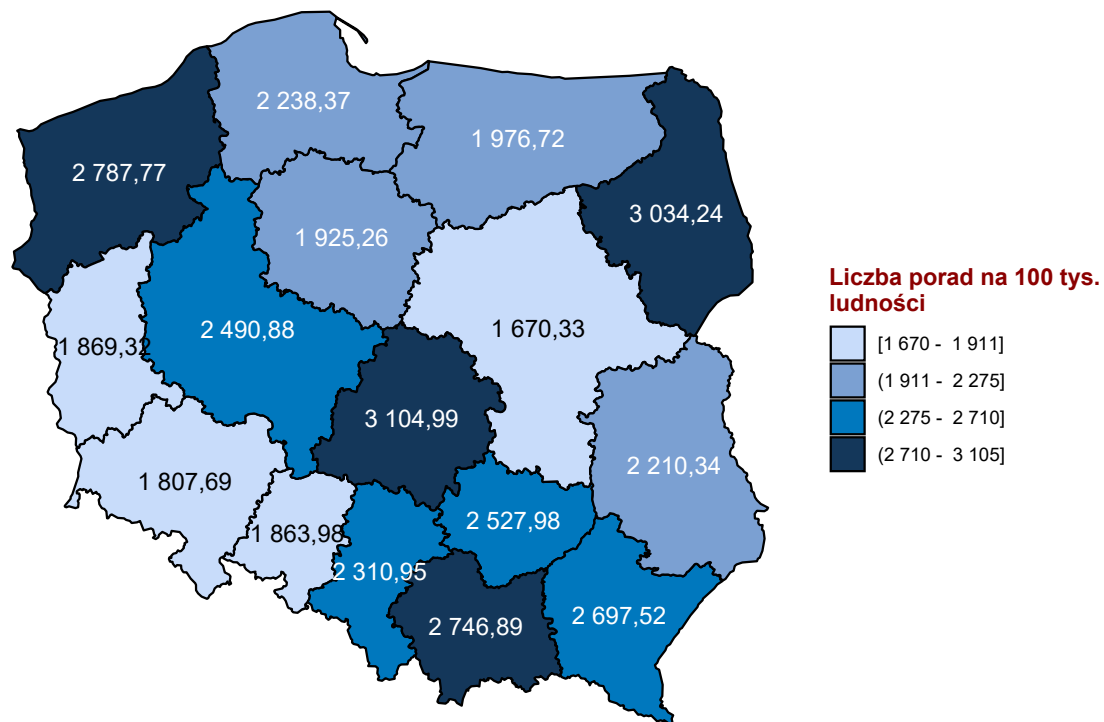 2 238,37
1 976,72
2 787,77
3 034,24
1 925,26
2 490,88
1 670,33
1 869,32
3 104,99
2 210,34
1 807,69
2 527,98
1 863,98
2 310,95
2 697,52
2 746,89
Liczba porad na 100 tys.
ludności
[1 670 - 1 911]
(1 911 - 2 275]
(2 275 - 2 710]
(2 710 - 3 105]